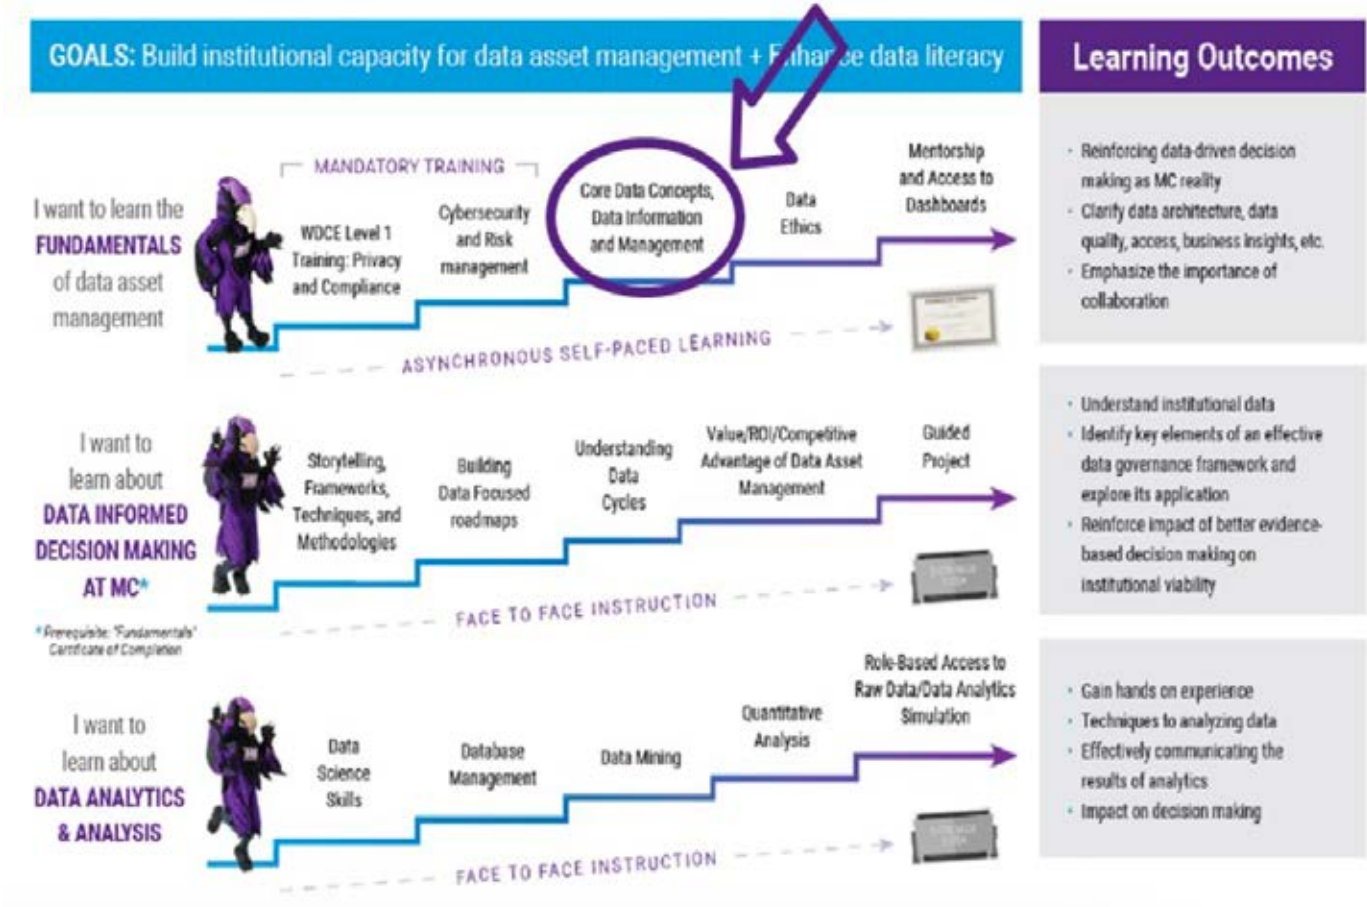 GOALS: Build institutional capacity for data asset management + Enhance data literacy
Learning Outcomes
I want to learn the
FUNDAMENTALS
of data asset
management
MANDATORY TRAINING
WDCE Level 1
Training: Privacy
and Compliance
Cybersecurity
and Risk
management
Core Data Concepts,
Data Information
and Management
Data
Ethics
Mentorship
and Access to
Dashboards
ASYNCHRONOUS SELF-PACED LEARNING
• Reinforcing data-driven decision
making as MC reality
• Clarify data architecture, data
quality, access, business insights, etc.
• Emphasize the importance of
collaboration
I want to
learn about
DATA INFORMED
DECISION MAKING
AT MC*
* Prerequisite: "Fundamentals"
Certificate of Completion
Storytelling,
Frameworks,
Techniques, and
Methodologies
Building
Data Focused
roadmaps
Understanding
Data
Cycles
Value/ROI/Competitive
Advantage of Data Asset
Management
Guided
Project
FACE TO FACE INSTRUCTION
• Understand institutional data
• Identify key elements of an effective
data governance framework and
explore its application
• Reinforce impact of better evidence-
based decision making on
institutional viability
I want to
learn about
DATA ANALYTICS
& ANALYSIS
Data
Science
Skills
Database
Management
Data Mining
Quantitative
Analysis
Role-Based Access to
Raw Data/Data Analytics
Simulation
FACE TO FACE INSTRUCTION
• Gain hands on experience
• Techniques to analyzing data
• Effectively communicating the
results of analytics
• Impact on decision making